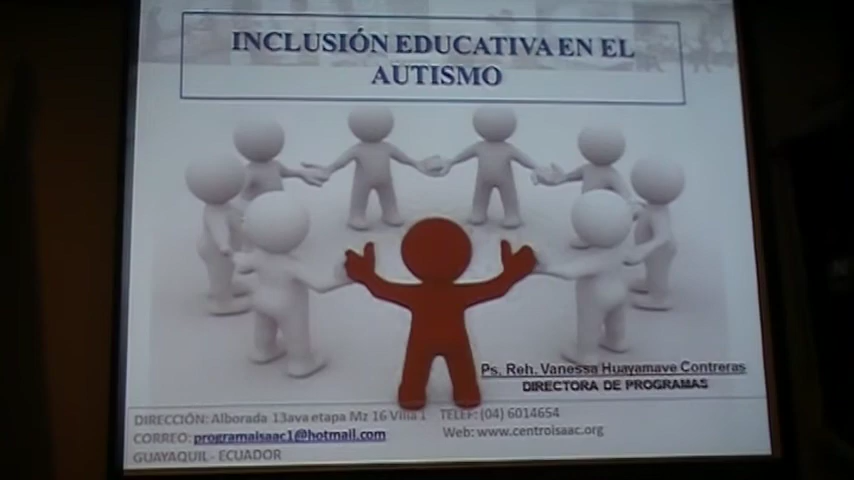 INCLUSIÓN EDUCATIVA EN EL
AUTISMO
Ps. Reh. Vanessa Huayamave Contreras
DIRECTORA DE PROGRAMAS
DIRECCIÓN: Alborada 13ava etapa Mz 16 Villa 1 TELEF: (04) 6014654
CORREO: programaisaac1@hotmail.com Web: www.centroisaac.org
GUAYAQUIL - ECUADOR